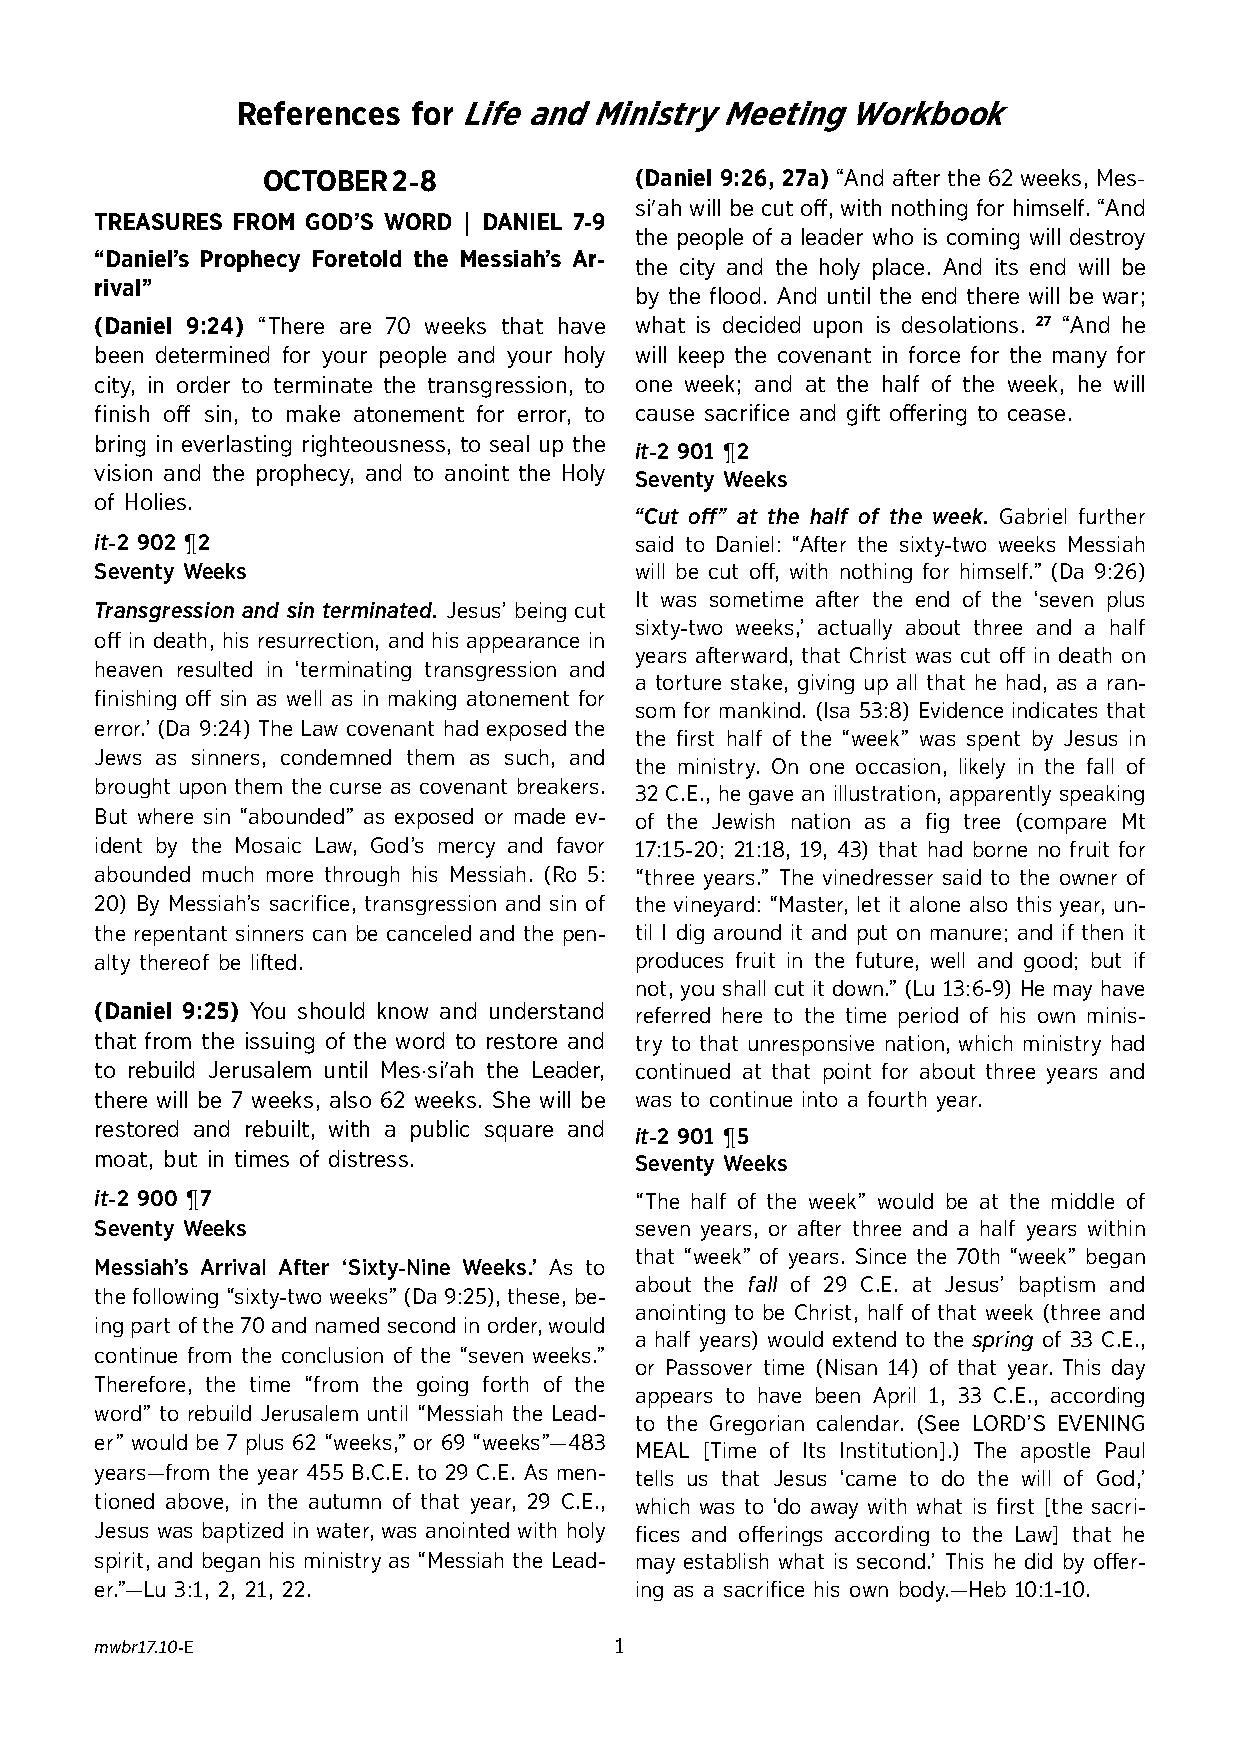 References for Life and Ministry Meeting Workbook
OCTOBER 2-8
TREASURES FROM GOD’S WORD | DANIEL 7-9
“Daniel’s Prophecy Foretold the Messiah’s Ar-
rival”
(Daniel 9:24) “There are 70 weeks that have
been determined for your people and your holy
city, in order to terminate the transgression, to
finish off sin, to make atonement for error, to
bring in everlasting righteousness, to seal up the
vision and the prophecy, and to anoint the Holy
of Holies.
it-2 902 ¶2
Seventy Weeks
Transgression and sin terminated. Jesus’ being cut
off in death, his resurrection, and his appearance in
heaven resulted in ‘terminating transgression and
finishing off sin as well as in making atonement for
error.’ (Da 9:24) The Law covenant had exposed the
Jews as sinners, condemned them as such, and
brought upon them the curse as covenant breakers.
But where sin “abounded” as exposed or made ev-
ident by the Mosaic Law, God’s mercy and favor
abounded much more through his Messiah. (Ro 5:
20) By Messiah’s sacrifice, transgression and sin of
the repentant sinners can be canceled and the pen-
alty thereof be lifted.
(Daniel 9:25) You should know and understand
that from the issuing of the word to restore and
to rebuild Jerusalem until Mes·si′ah the Leader,
there will be 7 weeks, also 62 weeks. She will be
restored and rebuilt, with a public square and
moat, but in times of distress.
it-2 900 ¶7
Seventy Weeks
Messiah’s Arrival After ‘Sixty-Nine Weeks.’ As to
the following “sixty-two weeks” (Da 9:25), these, be-
ing part of the 70 and named second in order, would
continue from the conclusion of the “seven weeks.”
Therefore, the time “from the going forth of the
word” to rebuild Jerusalem until “Messiah the Lead-
er” would be 7 plus 62 “weeks,” or 69 “weeks”—483
years—from the year 455 B.C.E. to 29 C.E. As men-
tioned above, in the autumn of that year, 29 C.E.,
Jesus was baptized in water, was anointed with holy
spirit, and began his ministry as “Messiah the Lead-
er.”—Lu 3:1, 2, 21, 22.
(Daniel 9:26, 27a) “And after the 62 weeks, Mes-
si′ah will be cut off, with nothing for himself. “And
the people of a leader who is coming will destroy
the city and the holy place. And its end will be
by the flood. And until the end there will be war;
what is decided upon is desolations. 27 “And he
will keep the covenant in force for the many for
one week; and at the half of the week, he will
cause sacrifice and gift offering to cease.
it-2 901 ¶2
Seventy Weeks
“Cut off” at the half of the week. Gabriel further
said to Daniel: “After the sixty-two weeks Messiah
will be cut off, with nothing for himself.” (Da 9:26)
It was sometime after the end of the ‘seven plus
sixty-two weeks,’ actually about three and a half
years afterward, that Christ was cut off in death on
a torture stake, giving up all that he had, as a ran-
som for mankind. (Isa 53:8) Evidence indicates that
the first half of the “week” was spent by Jesus in
the ministry. On one occasion, likely in the fall of
32 C.E., he gave an illustration, apparently speaking
of the Jewish nation as a fig tree (compare Mt
17:15-20; 21:18, 19, 43) that had borne no fruit for
“three years.” The vinedresser said to the owner of
the vineyard: “Master, let it alone also this year, un-
til I dig around it and put on manure; and if then it
produces fruit in the future, well and good; but if
not, you shall cut it down.” (Lu 13:6-9) He may have
referred here to the time period of his own minis-
try to that unresponsive nation, which ministry had
continued at that point for about three years and
was to continue into a fourth year.
it-2 901 ¶5
Seventy Weeks
“The half of the week” would be at the middle of
seven years, or after three and a half years within
that “week” of years. Since the 70th “week” began
about the fall of 29 C.E. at Jesus’ baptism and
anointing to be Christ, half of that week (three and
a half years) would extend to the spring of 33 C.E.,
or Passover time (Nisan 14) of that year. This day
appears to have been April 1, 33 C.E., according
to the Gregorian calendar. (See LORD’S EVENING
MEAL [Time of Its Institution].) The apostle Paul
tells us that Jesus ‘came to do the will of God,’
which was to ‘do away with what is first [the sacri-
fices and offerings according to the Law] that he
may establish what is second.’ This he did by offer-
ing as a sacrifice his own body.—Heb 10:1-10.
mwbr17.10-E
1